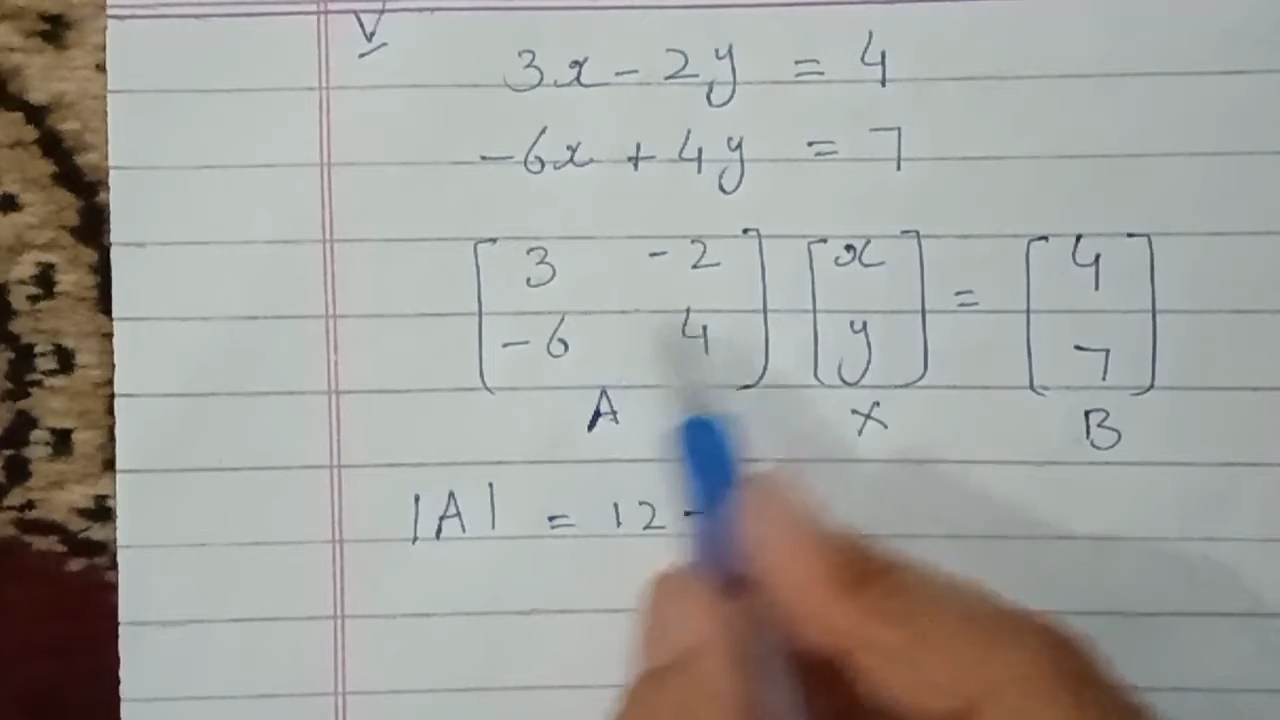 V
3x - 2y = 4
-6x + 4y = 7
[3 -2] [x] = [4]
[-6 4] [y] [7]
A X B
|A| = 12 -